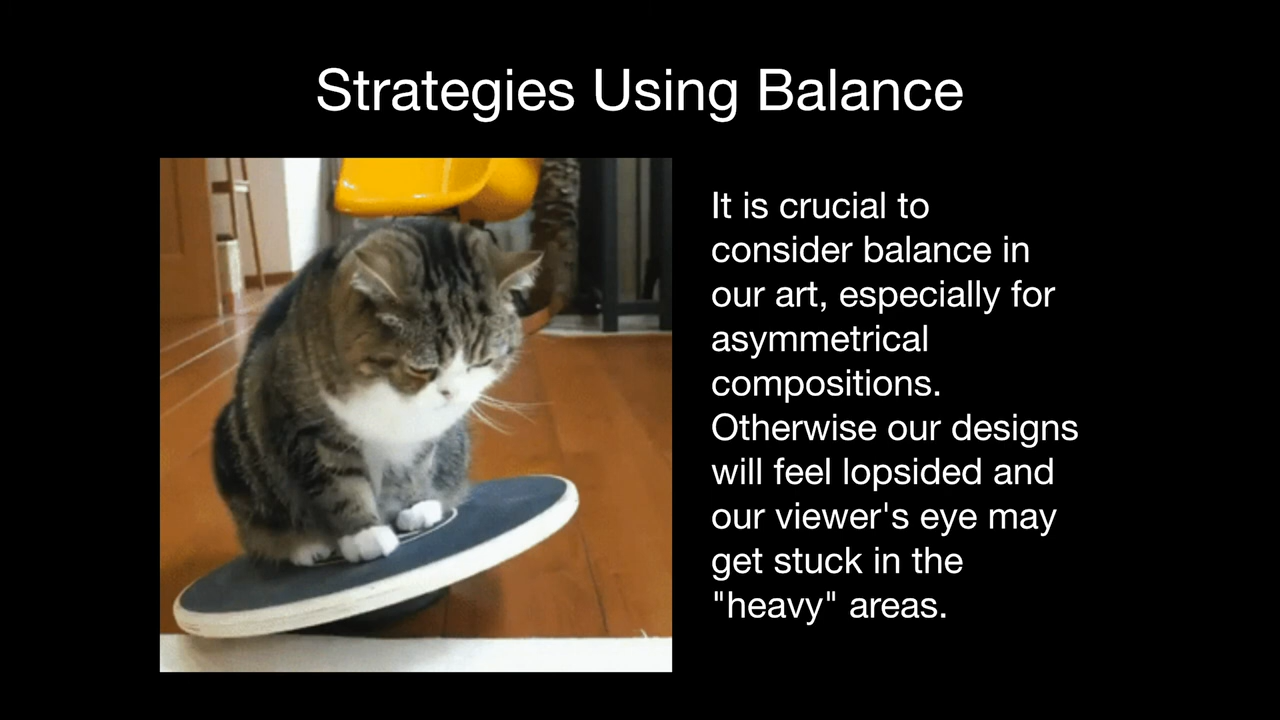 Strategies Using Balance
It is crucial to
consider balance in
our art, especially for
asymmetrical
compositions.
Otherwise our designs
will feel lopsided and
our viewer's eye may
get stuck in the
"heavy" areas.